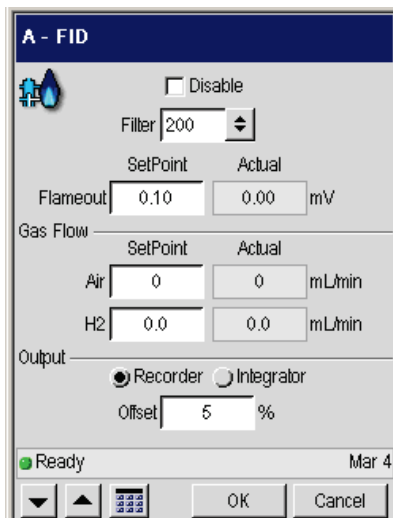 A - FID
Disable
Filter 200
SetPoint Actual
Flameout 0.10 0.00 mV
Gas Flow
SetPoint Actual
Air 0 0 mL/min
H2 0.0 0.0 mL/min
Output
Recorder Integrator
Offset 5 %
Ready Mar 4
OK Cancel